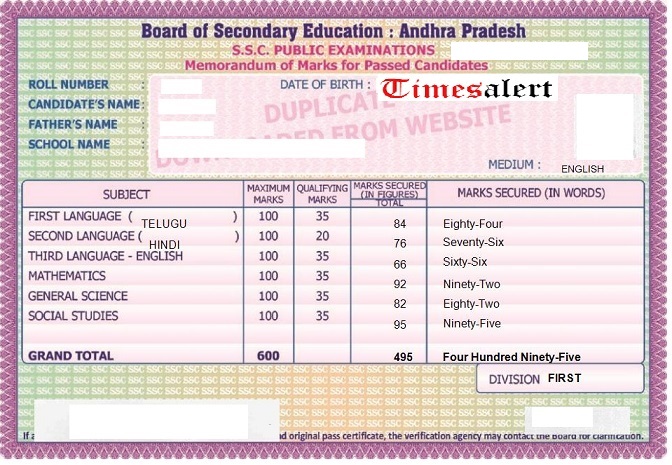 Board of Secondary Education : Andhra Pradesh
S.S.C. PUBLIC EXAMINATIONS
Memorandum of Marks for Passed Candidates
ROLL NUMBER :
DATE OF BIRTH :
Timesalert
CANDIDATE'S NAME :
FATHER'S NAME :
SCHOOL NAME :
DUPLICATE
DOWNLOADED FROM WEBSITE
MEDIUM : ENGLISH
SUBJECT MAXIMUM MARKS QUALIFYING MARKS MARKS SECURED (IN FIGURES) TOTAL MARKS SECURED (IN WORDS)
FIRST LANGUAGE ( TELUGU ) 100 35 84 Eighty-Four
SECOND LANGUAGE ( HINDI ) 100 20 76 Seventy-Six
THIRD LANGUAGE - ENGLISH 100 35 66 Sixty-Six
MATHEMATICS 100 35 92 Ninety-Two
GENERAL SCIENCE 100 35 82 Eighty-Two
SOCIAL STUDIES 100 35 95 Ninety-Five
GRAND TOTAL 600 495 Four Hundred Ninety-Five
DIVISION FIRST
If a
nd original pass certificate, the verification agency may contact the Board for clarification.